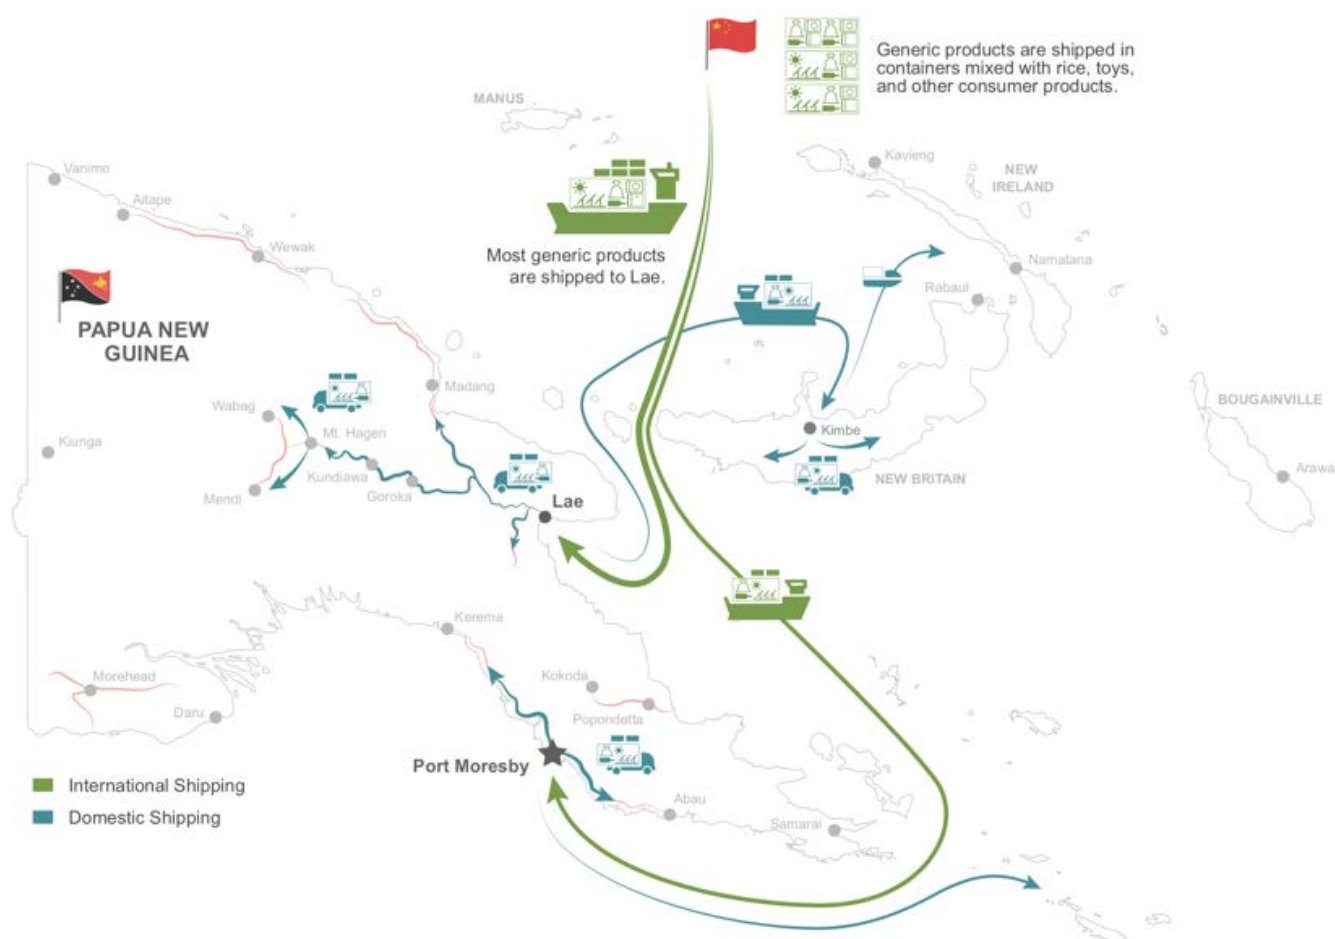 Generic products are shipped in
containers mixed with rice, toys,
and other consumer products.
MANUS
Kavieng
NEW
IRELAND
Vanimo
Aitape
Wewak
Most generic products
are shipped to Lae.
Namatana
Rabaul
PAPUA NEW
GUINEA
Madang
Wabag
Mt. Hagen
Kiunga
Kundiawa
Goroka
Mendi
Lae
Kimbe
NEW BRITAIN
BOUGAINVILLE
Arawa
Kerema
Morehead
Daru
Kokoda
Popondetta
Port Moresby
Abau
Samarai
International Shipping
Domestic Shipping